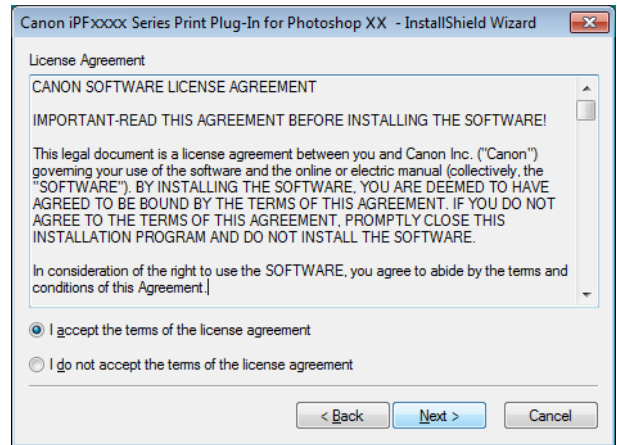 Canon iPFxxxx Series Print Plug-In for Photoshop XX - InstallShield Wizard
License Agreement
CANON SOFTWARE LICENSE AGREEMENT
IMPORTANT-READ THIS AGREEMENT BEFORE INSTALLING THE SOFTWARE!
This legal document is a license agreement between you and Canon Inc. ("Canon")
governing your use of the software and the online or electric manual (collectively, the
"SOFTWARE"). BY INSTALLING THE SOFTWARE, YOU ARE DEEMED TO HAVE
AGREED TO BE BOUND BY THE TERMS OF THIS AGREEMENT. IF YOU DO NOT
AGREE TO THE TERMS OF THIS AGREEMENT, PROMPTLY CLOSE THIS
INSTALLATION PROGRAM AND DO NOT INSTALL THE SOFTWARE.
In consideration of the right to use the SOFTWARE, you agree to abide by the terms and
conditions of this Agreement.
I accept the terms of the license agreement
I do not accept the terms of the license agreement
< Back Next > Cancel